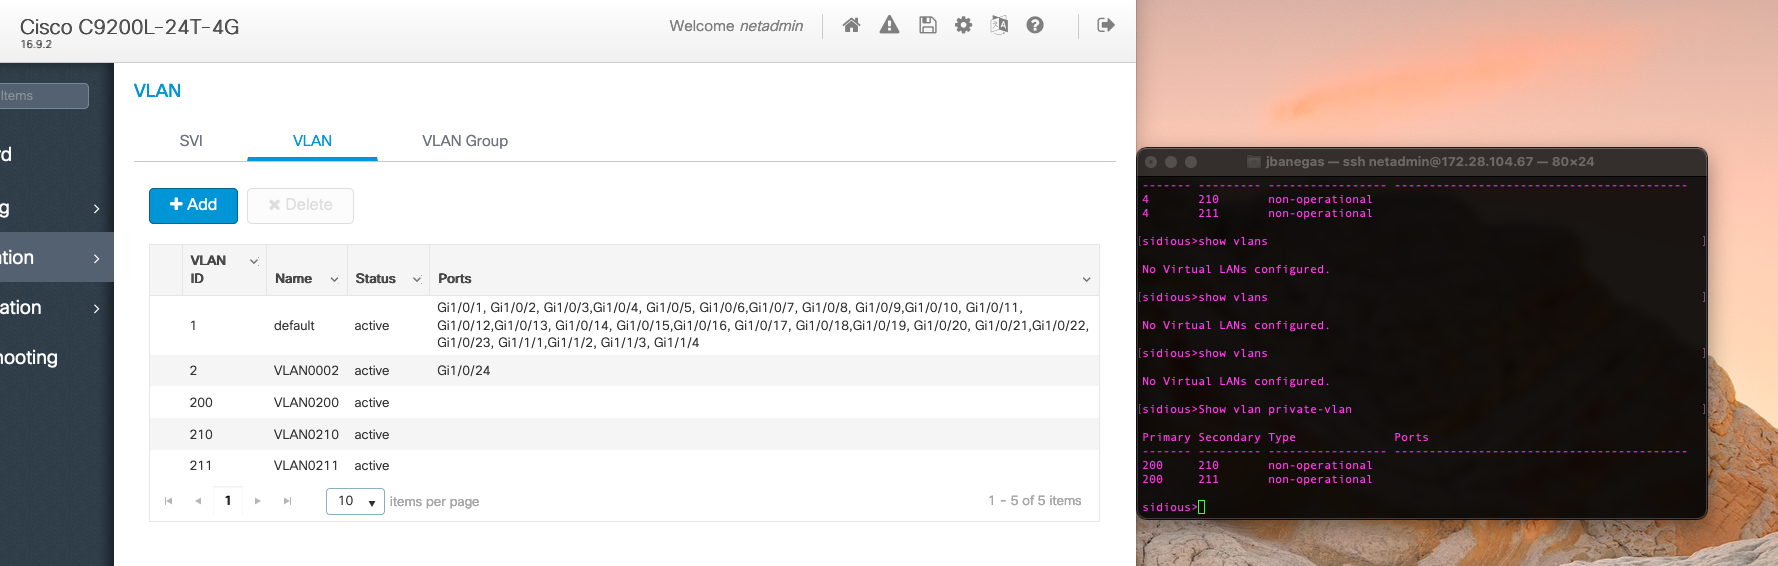 Cisco C9200L-24T-4G
16.9.2
Welcome netadmin
Items
rd
g
ation
ation
hooting
VLAN
SVI VLAN VLAN Group
Add Delete
VLAN ID Name Status Ports
1 default active Gi1/0/1, Gi1/0/2, Gi1/0/3,Gi1/0/4, Gi1/0/5, Gi1/0/6,Gi1/0/7, Gi1/0/8, Gi1/0/9,Gi1/0/10, Gi1/0/11,
Gi1/0/12,Gi1/0/13, Gi1/0/14, Gi1/0/15,Gi1/0/16, Gi1/0/17, Gi1/0/18,Gi1/0/19, Gi1/0/20, Gi1/0/21,Gi1/0/22,
Gi1/0/23, Gi1/1/1,Gi1/1/2, Gi1/1/3, Gi1/1/4
2 VLAN0002 active Gi1/0/24
200 VLAN0200 active
210 VLAN0210 active
211 VLAN0211 active
1 10 items per page 1 - 5 of 5 items
jbanegas — ssh netadmin@172.28.104.67 — 80×24
------- --------- ----------------- ------------------------------------------
4 210 non-operational
4 211 non-operational
[sidious>show vlans ]
No Virtual LANs configured.
[sidious>show vlans ]
No Virtual LANs configured.
[sidious>show vlans ]
No Virtual LANs configured.
[sidious>Show vlan private-vlan ]
Primary Secondary Type Ports
------- --------- ----------------- ------------------------------------------
200 210 non-operational
200 211 non-operational
sidious>